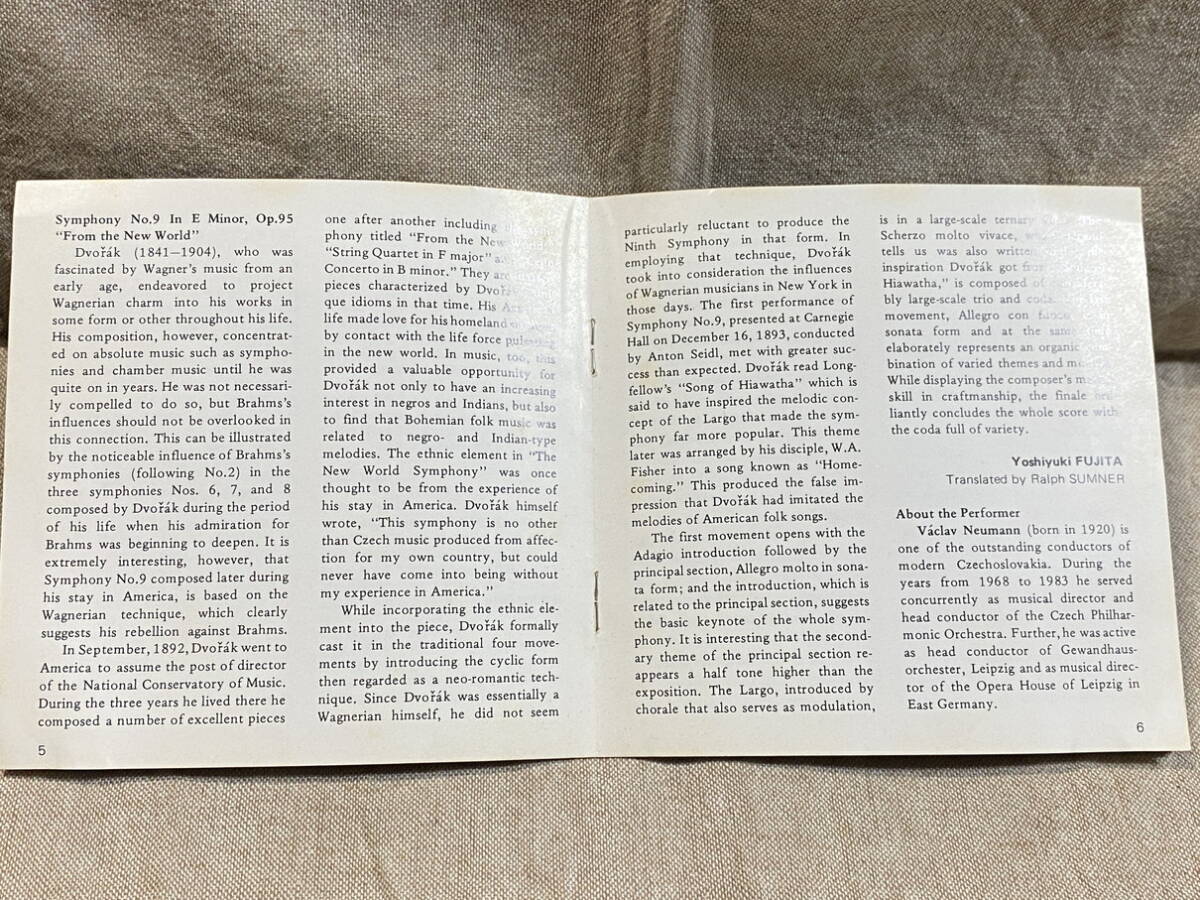 Symphony No.9 In E Minor, Op.95
“From the New World”
Dvořák (1841—1904), who was
fascinated by Wagner's music from an
early age, endeavored to project
Wagnerian charm into his works in
some form or other throughout his life.
His composition, however, concentrat-
ed on absolute music such as sympho-
nies and chamber music until he was
quite on in years. He was not necessari-
ly compelled to do so, but Brahms's
influences should not be overlooked in
this connection. This can be illustrated
by the noticeable influence of Brahms's
symphonies (following No.2) in the
three symphonies Nos. 6, 7, and 8
composed by Dvořák during the period
of his life when his admiration for
Brahms was beginning to deepen. It is
extremely interesting, however, that
Symphony No.9 composed later during
his stay in America, is based on the
Wagnerian technique, which clearly
suggests his rebellion against Brahms.
In September, 1892, Dvořák went to
America to assume the post of director
of the National Conservatory of Music.
During the three years he lived there he
composed a number of excellent pieces
5
one after another including
phony titled “From the New World,”
“String Quartet in F major”
Concerto in B minor.” They are
pieces characterized by Dvořák
que idioms in that time. His
life made love for his homeland
by contact with the life force pulsating
in the new world. In music, too, this
provided a valuable opportunity for
Dvořák not only to have an increasing
interest in negros and Indians, but also
to find that Bohemian folk music was
related to negro- and Indian-type
melodies. The ethnic element in “The
New World Symphony” was once
thought to be from the experience of
his stay in America. Dvořák himself
wrote, “This symphony is no other
than Czech music produced from affec-
tion for my own country, but could
never have come into being without
my experience in America.”
While incorporating the ethnic ele-
ment into the piece, Dvořák formally
cast it in the traditional four move-
ments by introducing the cyclic form
then regarded as a neo-romantic tech-
nique. Since Dvořák was essentially a
Wagnerian himself, he did not seem
particularly reluctant to produce the
Ninth Symphony in that form. In
employing that technique, Dvořák
took into consideration the influences
of Wagnerian musicians in New York in
those days. The first performance of
Symphony No.9, presented at Carnegie
Hall on December 16, 1893, conducted
by Anton Seidl, met with greater suc-
cess than expected. Dvořák read Long-
fellow's “Song of Hiawatha” which is
said to have inspired the melodic con-
cept of the Largo that made the sym-
phony far more popular. This theme
later was arranged by his disciple, W.A.
Fisher into a song known as “Home-
coming.” This produced the false im-
pression that Dvořák had imitated the
melodies of American folk songs.
The first movement opens with the
Adagio introduction followed by the
principal section, Allegro molto in sona-
ta form; and the introduction, which is
related to the principal section, suggests
the basic keynote of the whole sym-
phony. It is interesting that the second-
ary theme of the principal section re-
appears a half tone higher than the
exposition. The Largo, introduced by
chorale that also serves as modulation,
is in a large-scale ternary
Scherzo molto vivace,
tells us was also written
inspiration Dvořák got from
Hiawatha,” is composed of
bly large-scale trio and coda.
movement, Allegro con fuoco
sonata form and at the same
elaborately represents an organic
bination of varied themes and
While displaying the composer's
skill in craftmanship, the finale
liantly concludes the whole score with
the coda full of variety.
Yoshiyuki FUJITA
Translated by Ralph SUMNER
About the Performer
Václav Neumann (born in 1920) is
one of the outstanding conductors of
modern Czechoslovakia. During the
years from 1968 to 1983 he served
concurrently as musical director and
head conductor of the Czech Philhar-
monic Orchestra. Further, he was active
as head conductor of Gewandhaus-
orchester, Leipzig and as musical direc-
tor of the Opera House of Leipzig in
East Germany.
6